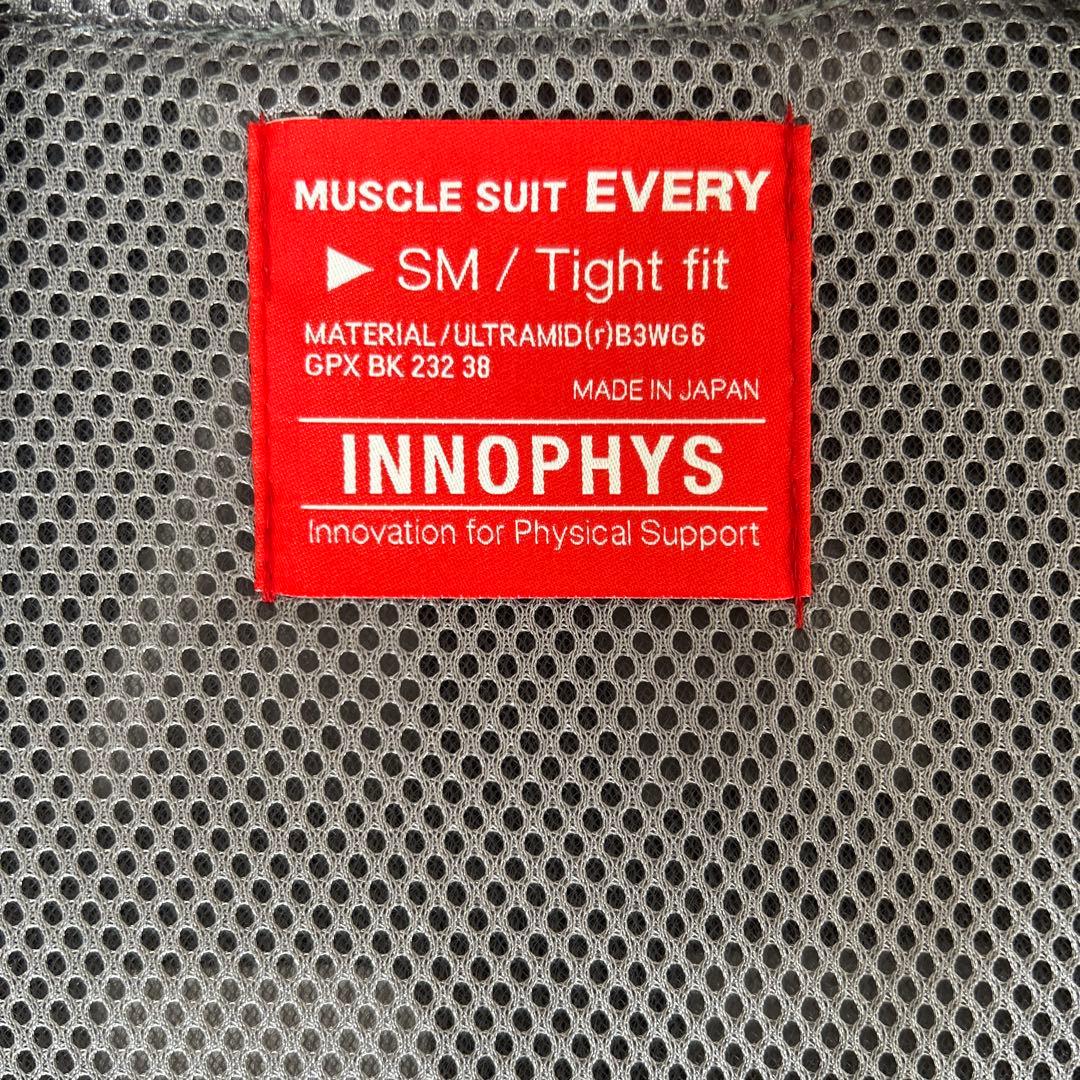 MUSCLE SUIT EVERY
▶ SM / Tight fit
MATERIAL/ULTRAMID(r)B3WG6
GPX BK 232 38
MADE IN JAPAN
INNOPHYS
Innovation for Physical Support